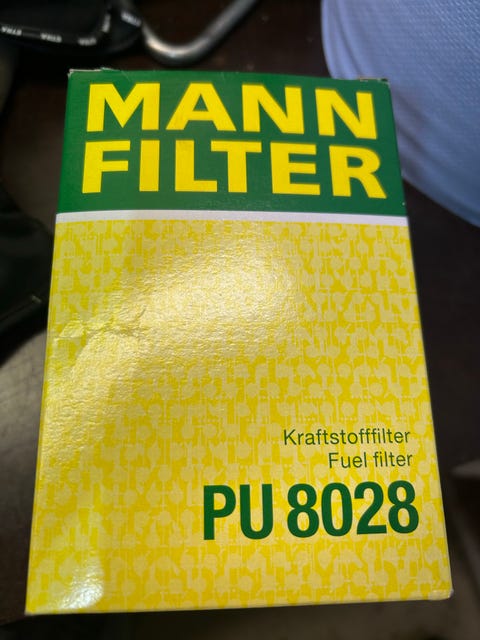 MANN
FILTER
Kraftstofffilter
Fuel filter
PU 8028